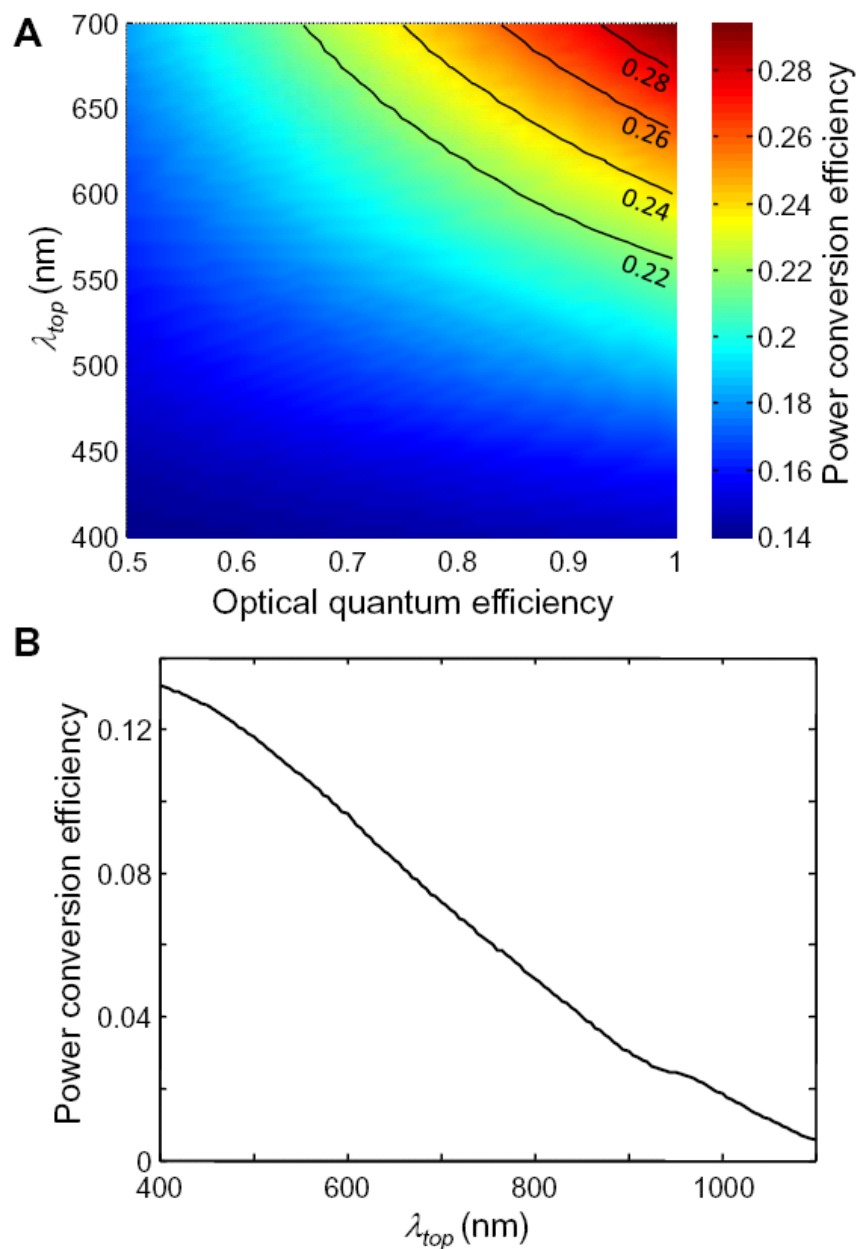 A
700
650
600
550
500
450
400
λtop (nm)
0.28
0.26
0.24
0.22
0.5 0.6 0.7 0.8 0.9 1
Optical quantum efficiency
0.28
0.26
0.24
0.22
0.2
0.18
0.16
0.14
Power conversion efficiency
B
0.12
0.08
0.04
0
Power conversion efficiency
400 600 800 1000
λtop (nm)